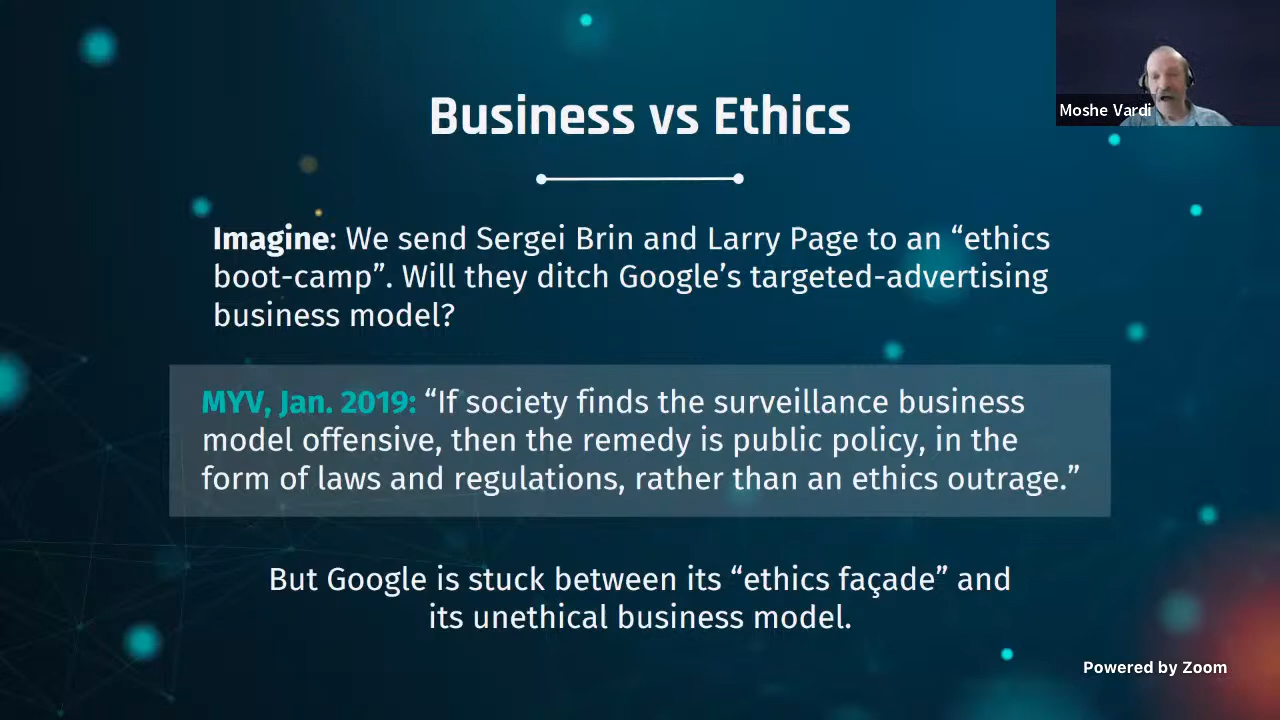 Business vs Ethics
Moshe Vardi
Imagine: We send Sergei Brin and Larry Page to an “ethics
boot-camp”. Will they ditch Google’s targeted-advertising
business model?
MYV, Jan. 2019: “If society finds the surveillance business
model offensive, then the remedy is public policy, in the
form of laws and regulations, rather than an ethics outrage.”
But Google is stuck between its “ethics façade” and
its unethical business model.
Powered by Zoom